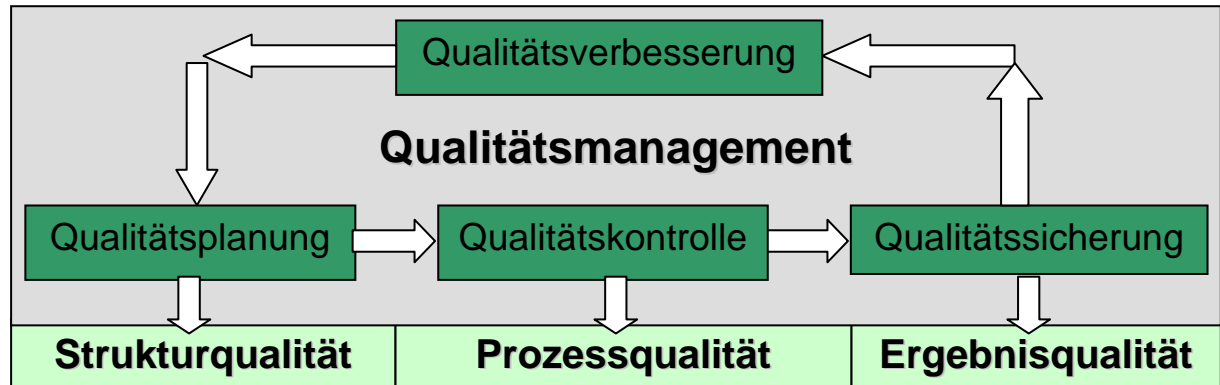 Qualitätsverbesserung
Qualitätsmanagement
Qualitätsplanung
Qualitätskontrolle
Qualitätssicherung
Strukturqualität
Prozessqualität
Ergebnisqualität